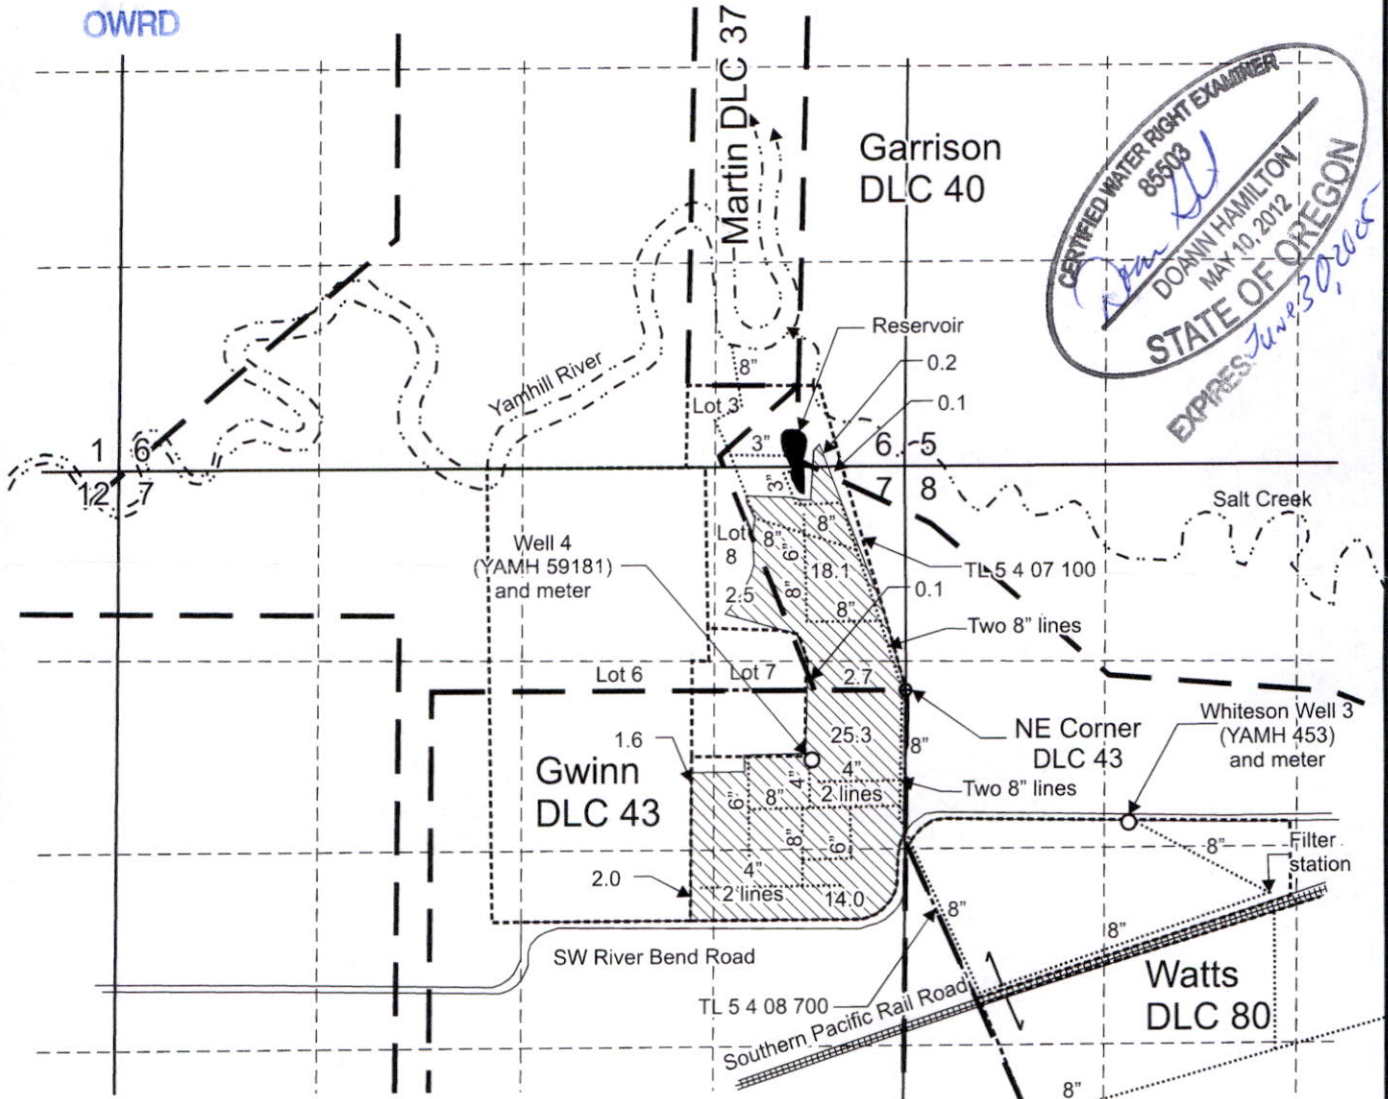 OWRD
Martin DLC 37
Garrison
DLC 40
CERTIFIED WATER RIGHT EXAMINER
85503
DOANN HAMILTON
MAY 10, 2012
STATE OF OREGON
EXPIRES: June 30, 20
Reservoir
0.2
0.1
8"
Yamhill River
Lot 3
3"
1 6
12 7
6 5
7 8
3"
Salt Creek
Well 4
(YAMH 59181)
and meter
Lot
8
8"
8"
6"
18.1
8"
2.5
8"
TL 5 4 07 100
0.1
Two 8" lines
Lot 6
Lot 7
2.7
NE Corner
DLC 43
Whiteson Well 3
(YAMH 453)
and meter
1.6
25.3
8"
Gwinn
DLC 43
4"
4"
2 lines
6"
8"
Two 8" lines
8"
6"
8"
Filter
station
4"
2 lines
2.0
14.0
8"
8"
SW River Bend Road
TL 5 4 08 700
Southern Pacific Rail Road
Watts
DLC 80
8"